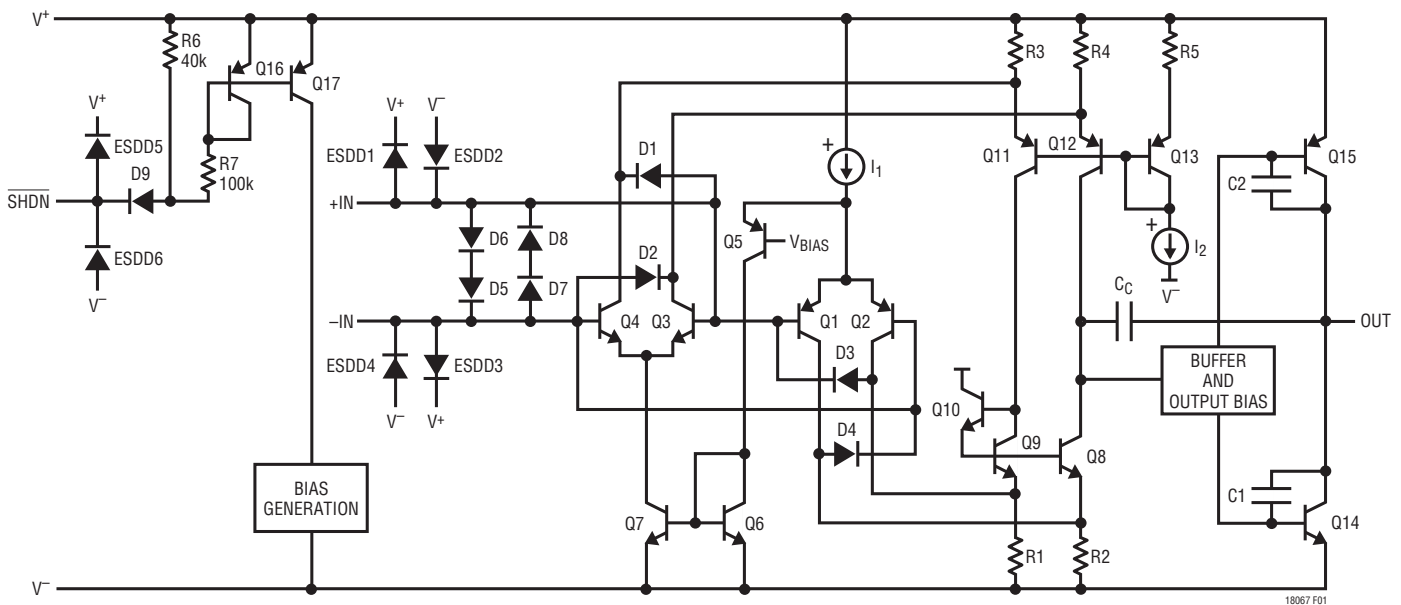 V+
R6
40k
Q16
Q17
R3
R4
R5
V+
V+
V−
ESDD5
ESDD1
ESDD2
D1
+
I1
Q11
Q12
Q13
Q15
D9
R7
100k
C2
SHDN
+IN
ESDD6
D6
D8
Q5
VBIAS
+
I2
D2
V−
D5
D7
V−
CC
−IN
Q4
Q3
Q1
Q2
OUT
ESDD4
ESDD3
D3
BUFFER
AND
OUTPUT BIAS
V−
V+
Q10
D4
Q9
Q8
BIAS
GENERATION
C1
Q7
Q6
Q14
R1
R2
V−
18067 F01